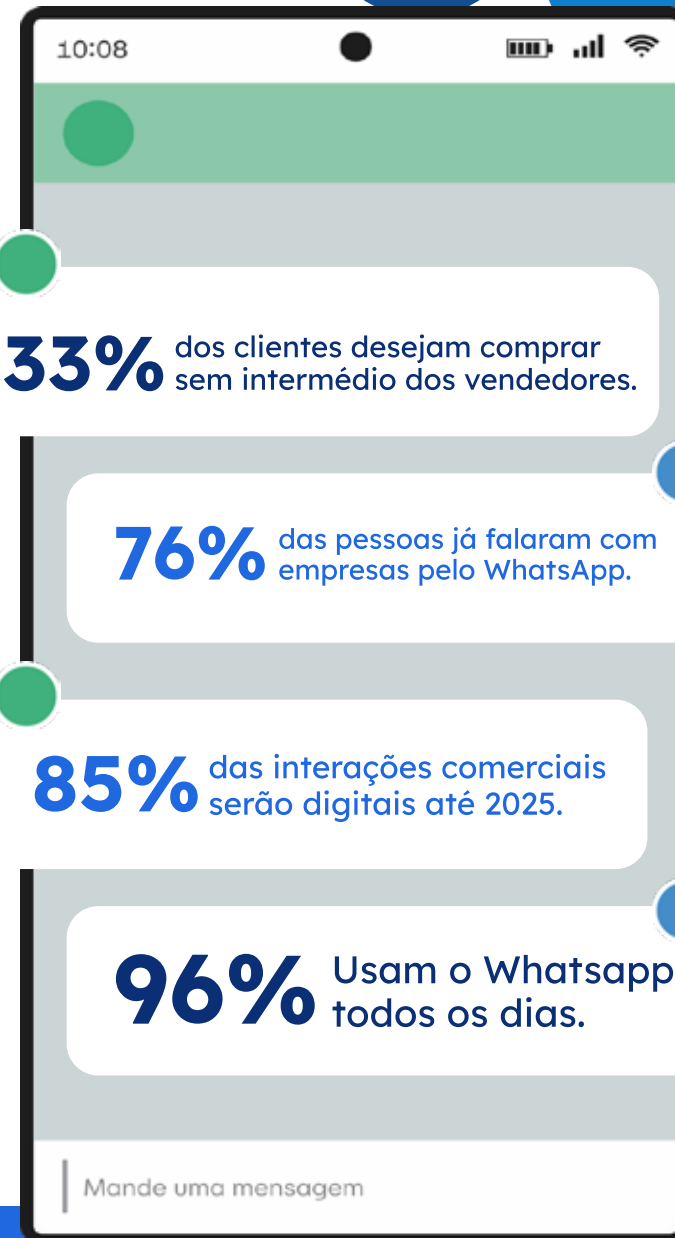 10:08
33% dos clientes desejam comprar
sem intermédio dos vendedores.
76% das pessoas já falaram com
empresas pelo WhatsApp.
85% das interações comerciais
serão digitais até 2025.
96% Usam o Whatsapp
todos os dias.
Mande uma mensagem